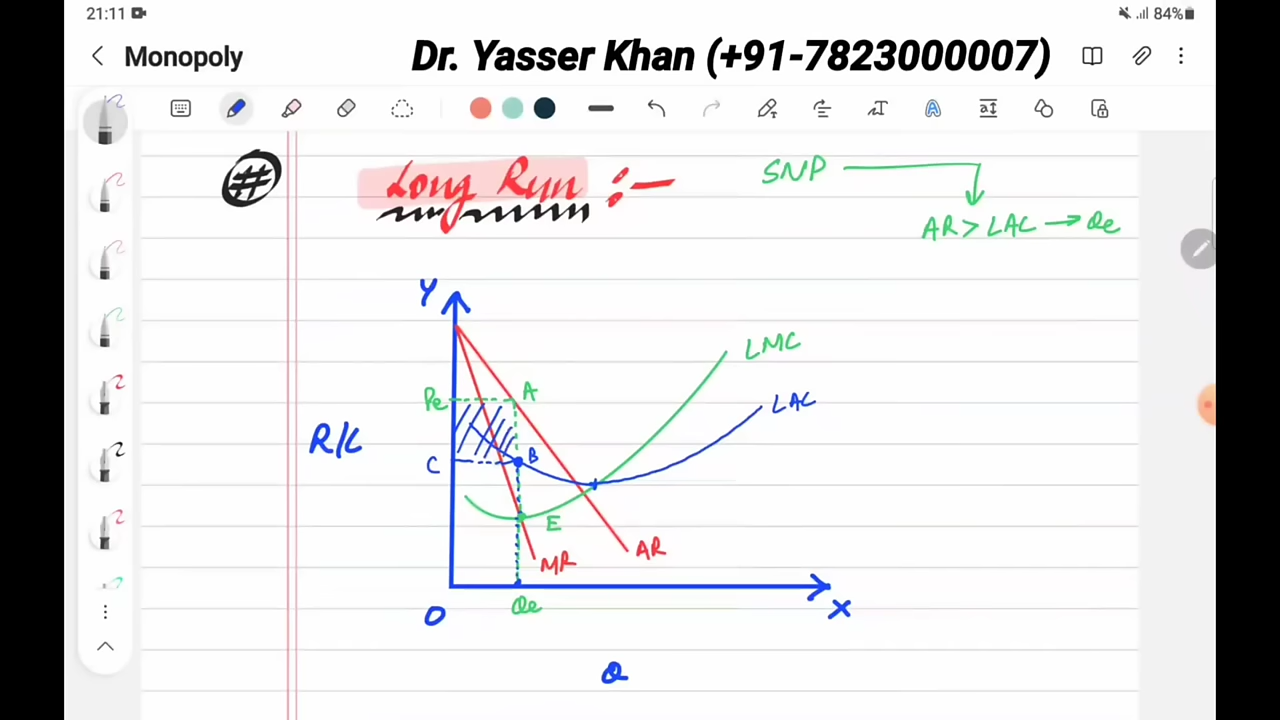 21:11 84%
Monopoly
Dr. Yasser Khan (+91-7823000007)
# Long Run :-
SNP
AR > LAC → Qe
Y
LMC
Pe A
LAC
R/C
C B
E
MR AR
O Qe X
Q